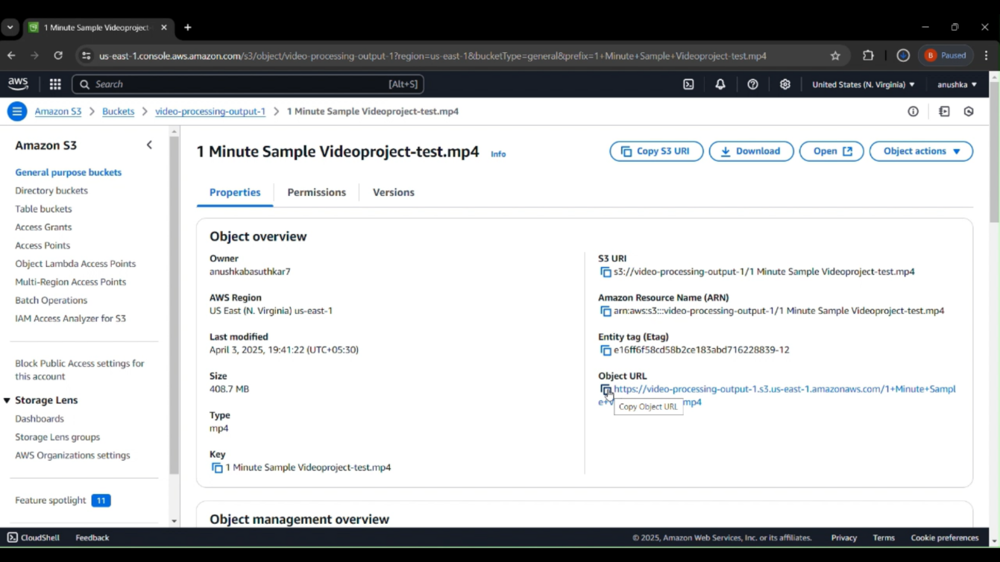 1 Minute Sample Videoproject-
us-east-1.console.aws.amazon.com/s3/object/video-processing-output-1?region=us-east-1&bucketType=general&prefix=1+Minute+Sample+Videoproject-test.mp4
B Paused
aws
Search [Alt+S]
United States (N. Virginia)
anushka
Amazon S3 > Buckets > video-processing-output-1 > 1 Minute Sample Videoproject-test.mp4
Amazon S3
General purpose buckets
Directory buckets
Table buckets
Access Grants
Access Points
Object Lambda Access Points
Multi-Region Access Points
Batch Operations
IAM Access Analyzer for S3
Block Public Access settings for
this account
Storage Lens
Dashboards
Storage Lens groups
AWS Organizations settings
Feature spotlight 11
1 Minute Sample Videoproject-test.mp4 Info
Copy S3 URI
Download
Open
Object actions
Properties
Permissions
Versions
Object overview
Owner
anushkabasuthkar7
AWS Region
US East (N. Virginia) us-east-1
Last modified
April 3, 2025, 19:41:22 (UTC+05:30)
Size
408.7 MB
Type
mp4
Key
1 Minute Sample Videoproject-test.mp4
S3 URI
s3://video-processing-output-1/1 Minute Sample Videoproject-test.mp4
Amazon Resource Name (ARN)
arn:aws:s3:::video-processing-output-1/1 Minute Sample Videoproject-test.mp4
Entity tag (Etag)
e16ff6f58cd58b2ce183abd716228839-12
Object URL
https://video-processing-output-1.s3.us-east-1.amazonaws.com/1+Minute+Sampl
mp4
Copy Object URL
Object management overview
CloudShell
Feedback
© 2025, Amazon Web Services, Inc. or its affiliates.
Privacy
Terms
Cookie preferences